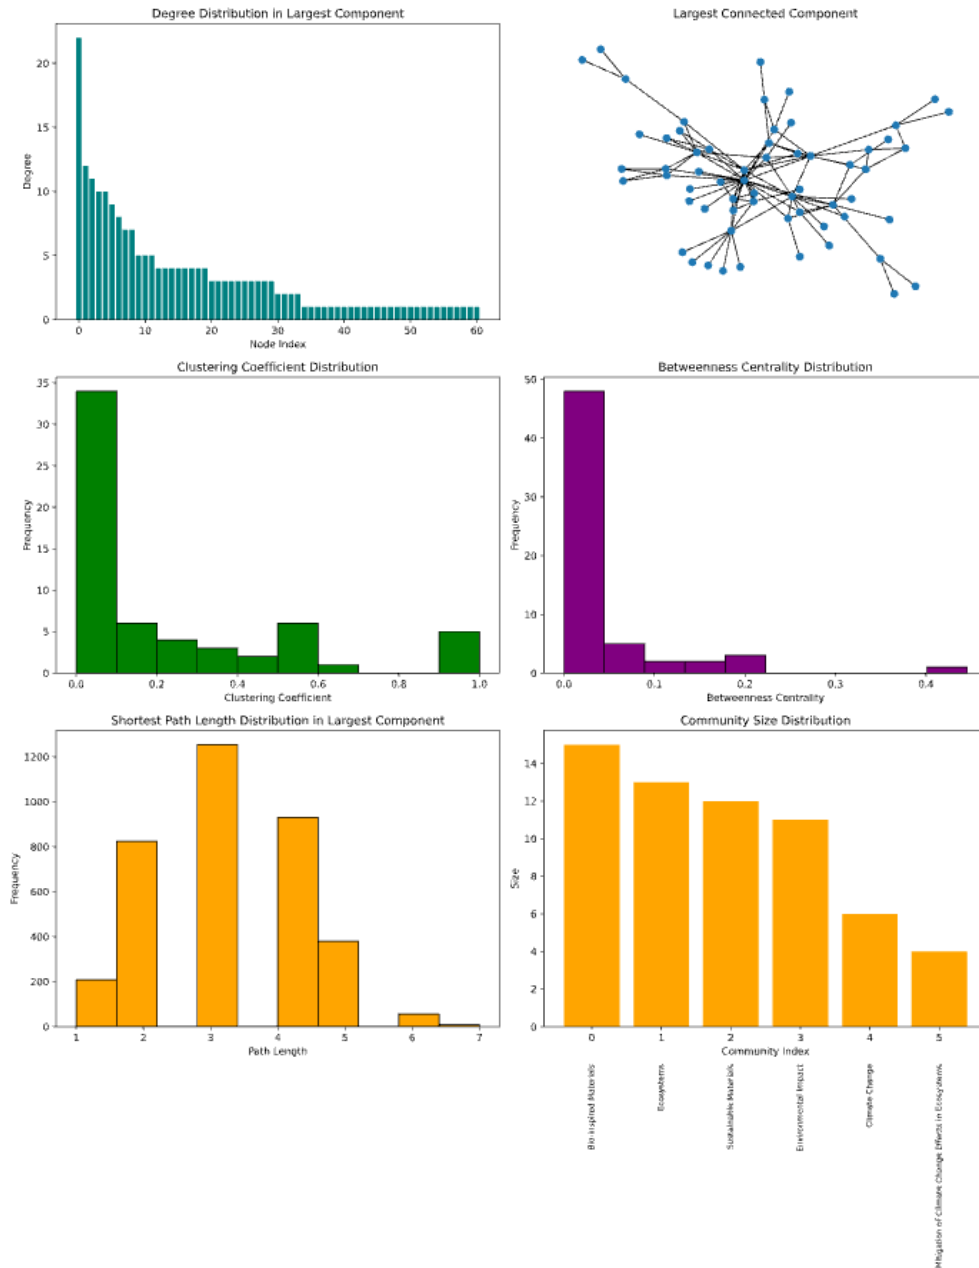 Degree Distribution in Largest Component
Degree
20
15
10
5
0
0 10 20 30 40 50 60
Node Index
Largest Connected Component
Clustering Coefficient Distribution
Frequency
35
30
25
20
15
10
5
0
0.0 0.2 0.4 0.6 0.8 1.0
Clustering Coefficient
Betweenness Centrality Distribution
Frequency
50
40
30
20
10
0
0.0 0.1 0.2 0.3 0.4
Betweenness Centrality
Shortest Path Length Distribution in Largest Component
Frequency
1200
1000
800
600
400
200
0
1 2 3 4 5 6 7
Path Length
Community Size Distribution
Size
14
12
10
8
6
4
2
0
0 1 2 3 4 5
Community Index
Bio-inspired Materials
Ecosystems
Sustainable Materials
Environmental Impact
Climate Change
Mitigation of Climate Change Effects in Ecosystems